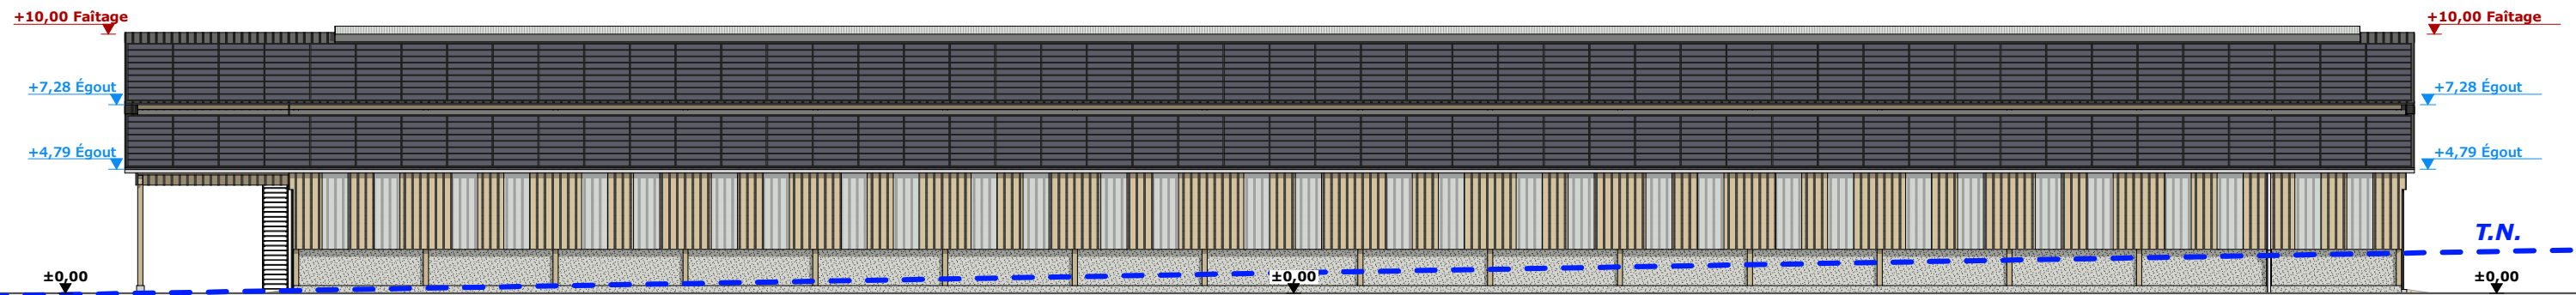 +10,00 Faîtage
+10,00 Faîtage
+7,28 Égout
+7,28 Égout
+4,79 Égout
+4,79 Égout
T.N.
±0,00
±0,00
±0,00